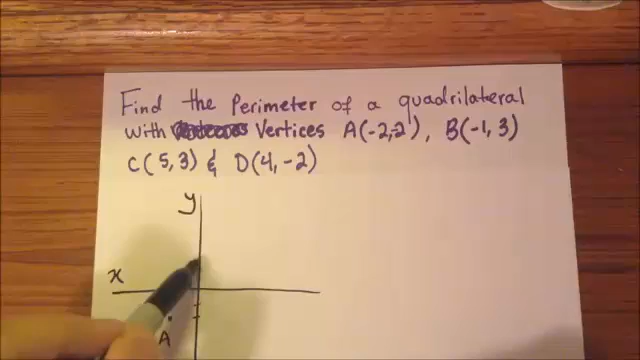 Find the Perimeter of a quadrilateral
with Vertices A(-2,2), B(-1, 3)
C(5,3) & D(4,-2)
y
x
A